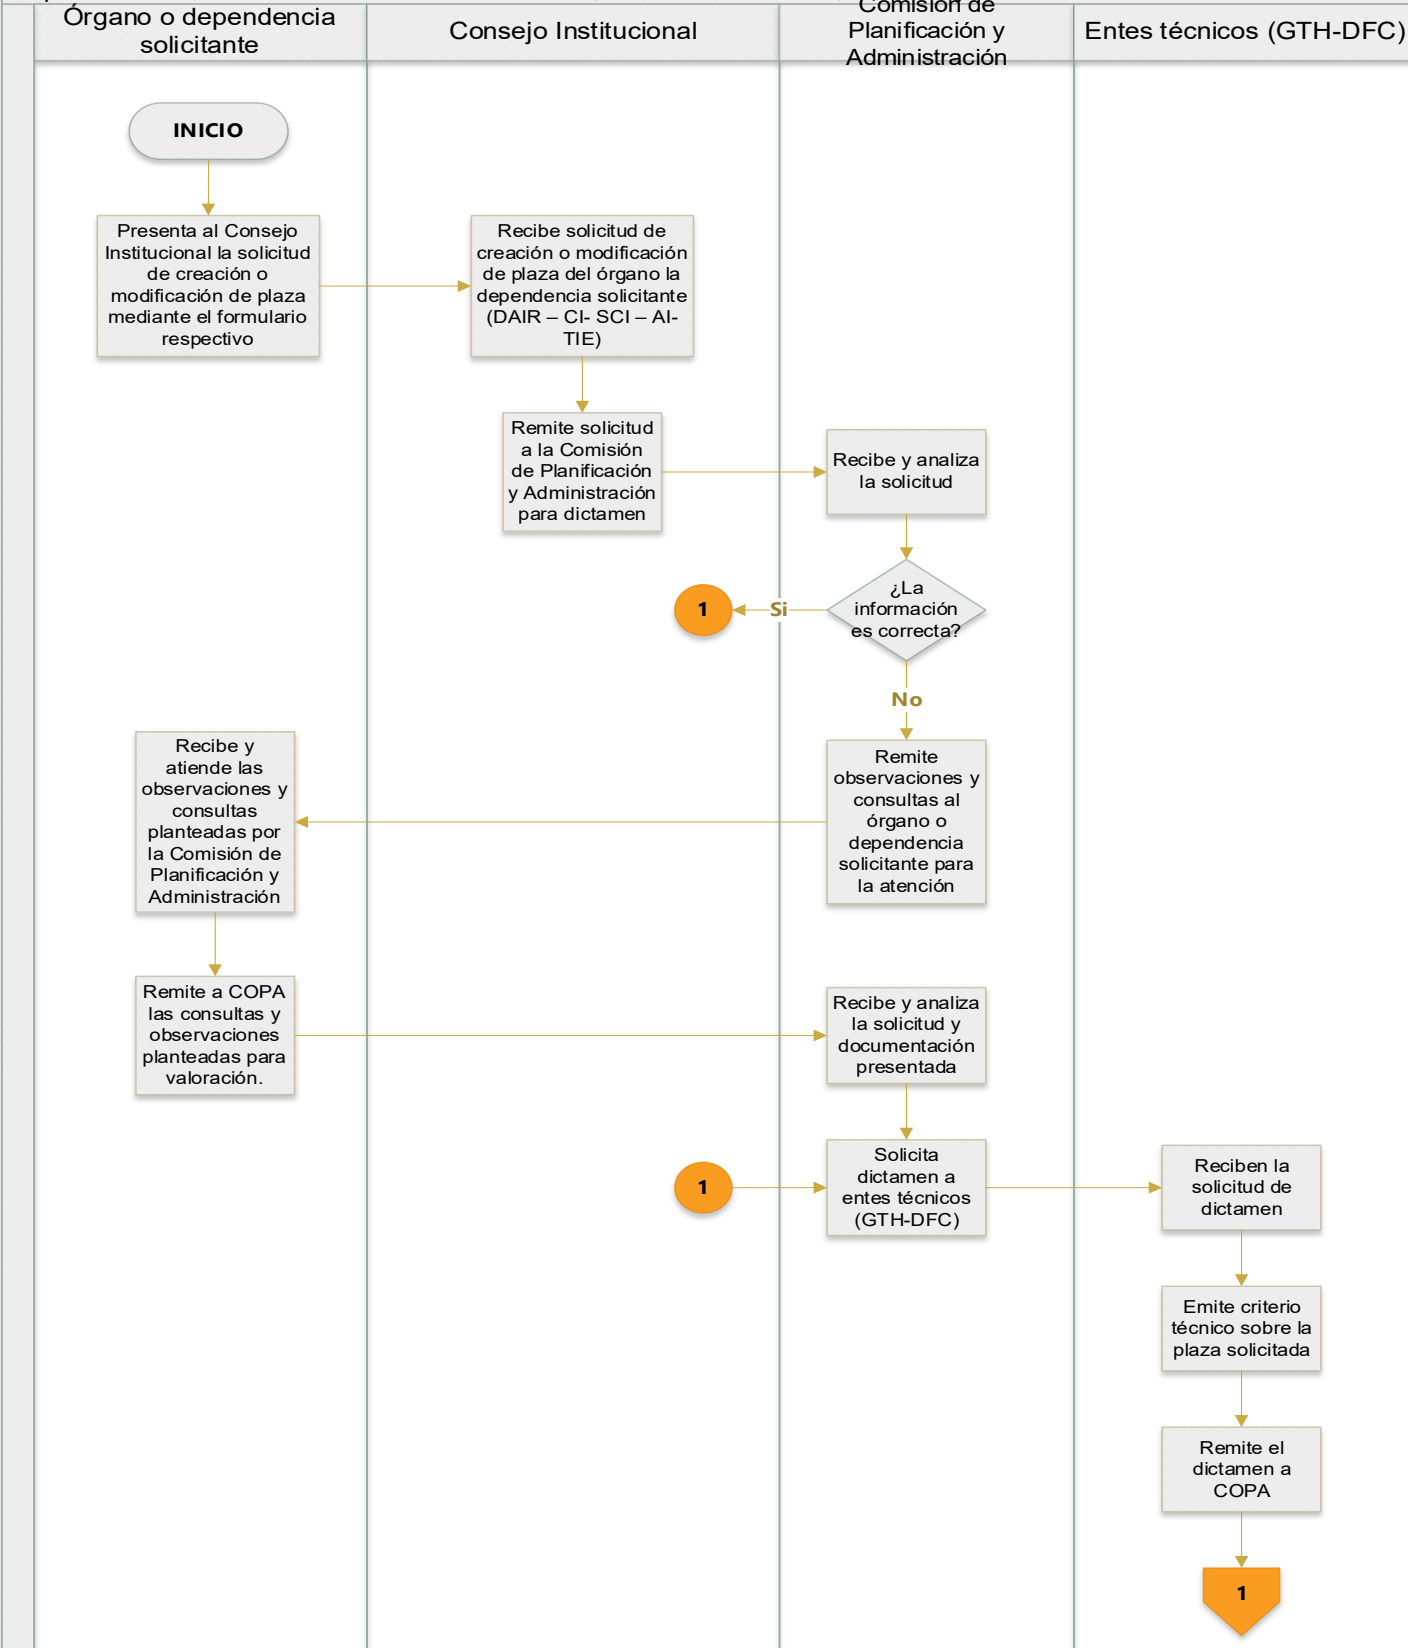 Órgano o dependencia
solicitante
Consejo Institucional
Comisión de
Planificación y
Administración
Entes técnicos (GTH-DFC)
INICIO
Presenta al Consejo
Institucional la solicitud
de creación o
modificación de plaza
mediante el formulario
respectivo
Recibe solicitud de
creación o modificación
de plaza del órgano la
dependencia solicitante
(DAIR – CI- SCI – AI-
TIE)
Remite solicitud
a la Comisión
de Planificación
y Administración
para dictamen
Recibe y analiza
la solicitud
¿La
información
es correcta?
Si
1
No
Remite
observaciones y
consultas al
órgano o
dependencia
solicitante para
la atención
Recibe y
atiende las
observaciones y
consultas
planteadas por
la Comisión de
Planificación y
Administración
Remite a COPA
las consultas y
observaciones
planteadas para
valoración.
Recibe y analiza
la solicitud y
documentación
presentada
1
Solicita
dictamen a
entes técnicos
(GTH-DFC)
Reciben la
solicitud de
dictamen
Emite criterio
técnico sobre la
plaza solicitada
Remite el
dictamen a
COPA
1